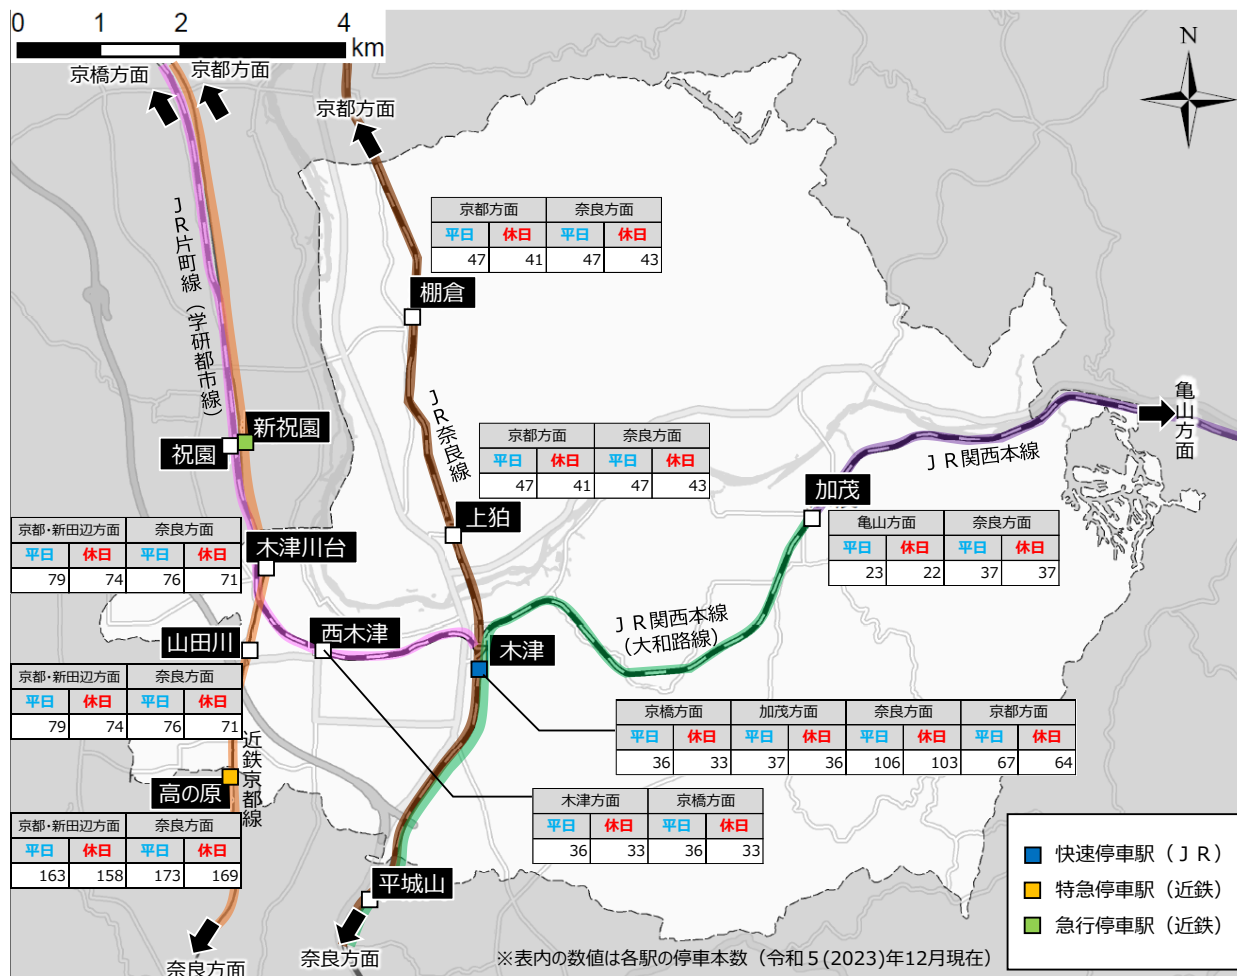 0 1 2 4
km
京橋方面
京都方面
京都方面
N
JR片町線（学研都市線）
京都方面 奈良方面
平日 休日 平日 休日
47 41 47 43
棚倉
JR奈良線
新祝園
祝園
京都方面 奈良方面
平日 休日 平日 休日
47 41 47 43
上狛
亀山方面
JR関西本線
加茂
亀山方面 奈良方面
平日 休日 平日 休日
23 22 37 37
京都・新田辺方面 奈良方面
平日 休日 平日 休日
79 74 76 71
木津川台
山田川
西木津
木津
JR関西本線
（大和路線）
京都・新田辺方面 奈良方面
平日 休日 平日 休日
79 74 76 71
京橋方面 加茂方面 奈良方面 京都方面
平日 休日 平日 休日 平日 休日 平日 休日
36 33 37 36 106 103 67 64
近鉄京都線
高の原
木津方面 京橋方面
平日 休日 平日 休日
36 33 36 33
京都・新田辺方面 奈良方面
平日 休日 平日 休日
163 158 173 169
平城山
奈良方面
奈良方面
快速停車駅（ＪＲ）
特急停車駅（近鉄）
急行停車駅（近鉄）
※表内の数値は各駅の停車本数（令和５(2023)年12月現在）